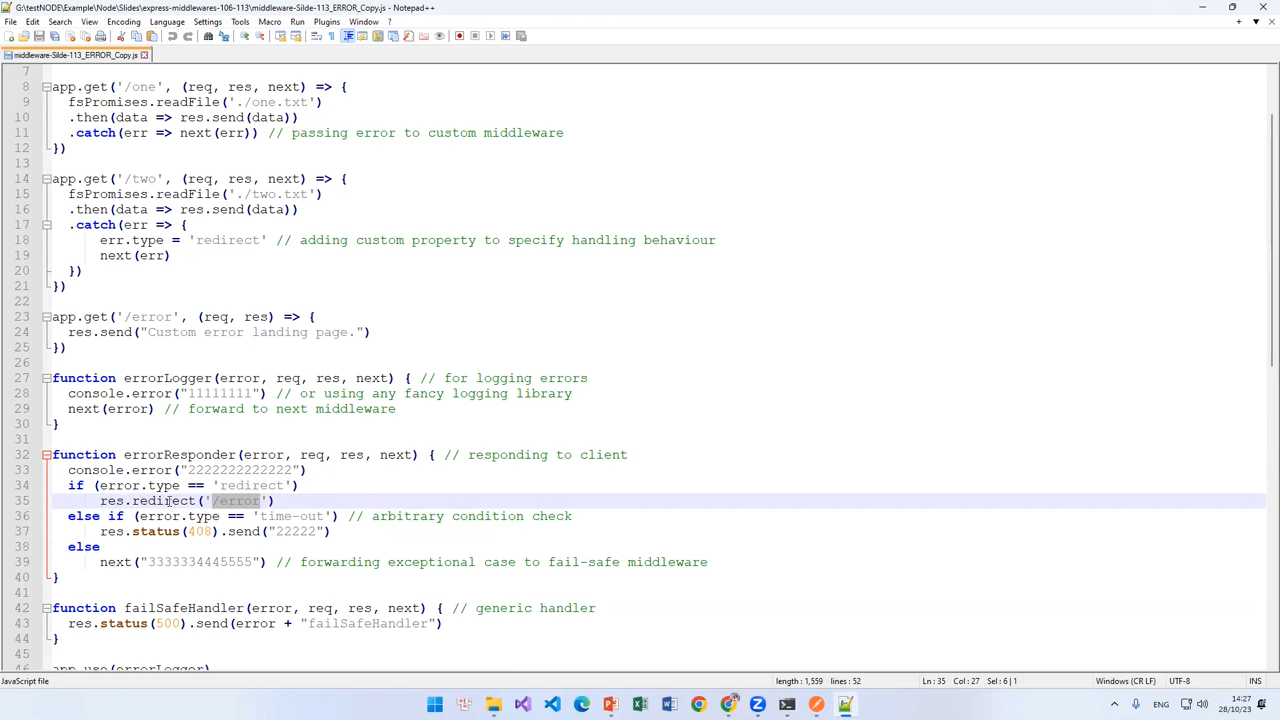 G:\testNODE\Example\Node\Slides\express-middlewares-106-113\middleware-Silde-113_ERROR_Copy.js - Notepad++
File Edit Search View Encoding Language Settings Tools Macro Run Plugins Window ?
middleware-Silde-113_ERROR_Copy.js
7
8 app.get('/one', (req, res, next) => {
9 fsPromises.readFile('./one.txt')
10 .then(data => res.send(data))
11 .catch(err => next(err)) // passing error to custom middleware
12 })
13
14 app.get('/two', (req, res, next) => {
15 fsPromises.readFile('./two.txt')
16 .then(data => res.send(data))
17 .catch(err => {
18 err.type = 'redirect' // adding custom property to specify handling behaviour
19 next(err)
20 })
21 })
22
23 app.get('/error', (req, res) => {
24 res.send("Custom error landing page.")
25 })
26
27 function errorLogger(error, req, res, next) { // for logging errors
28 console.error("11111111") // or using any fancy logging library
29 next(error) // forward to next middleware
30 }
31
32 function errorResponder(error, req, res, next) { // responding to client
33 console.error("2222222222222")
34 if (error.type == 'redirect')
35 res.redirect('/error')
36 else if (error.type == 'time-out') // arbitrary condition check
37 res.status(408).send("22222")
38 else
39 next("3333334445555") // forwarding exceptional case to fail-safe middleware
40 }
41
42 function failSafeHandler(error, req, res, next) { // generic handler
43 res.status(500).send(error + "failSafeHandler")
44 }
45
46 app.use(errorLogger)
JavaScript file length : 1,559 lines : 52 Ln : 35 Col : 27 Sel : 6 | 1 Windows (CR LF) UTF-8 INS
ENG 14:27
28/10/23